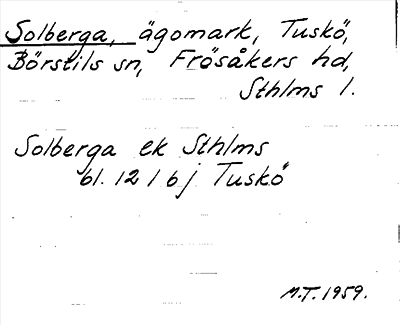 Solberga, ägomark, Tuskö,
Börstils sn, Frösåkers hd,
Sthlms l.
Solberga ek Sthlms
bl. 12 l 6 j Tuskö
M.T. 1959.